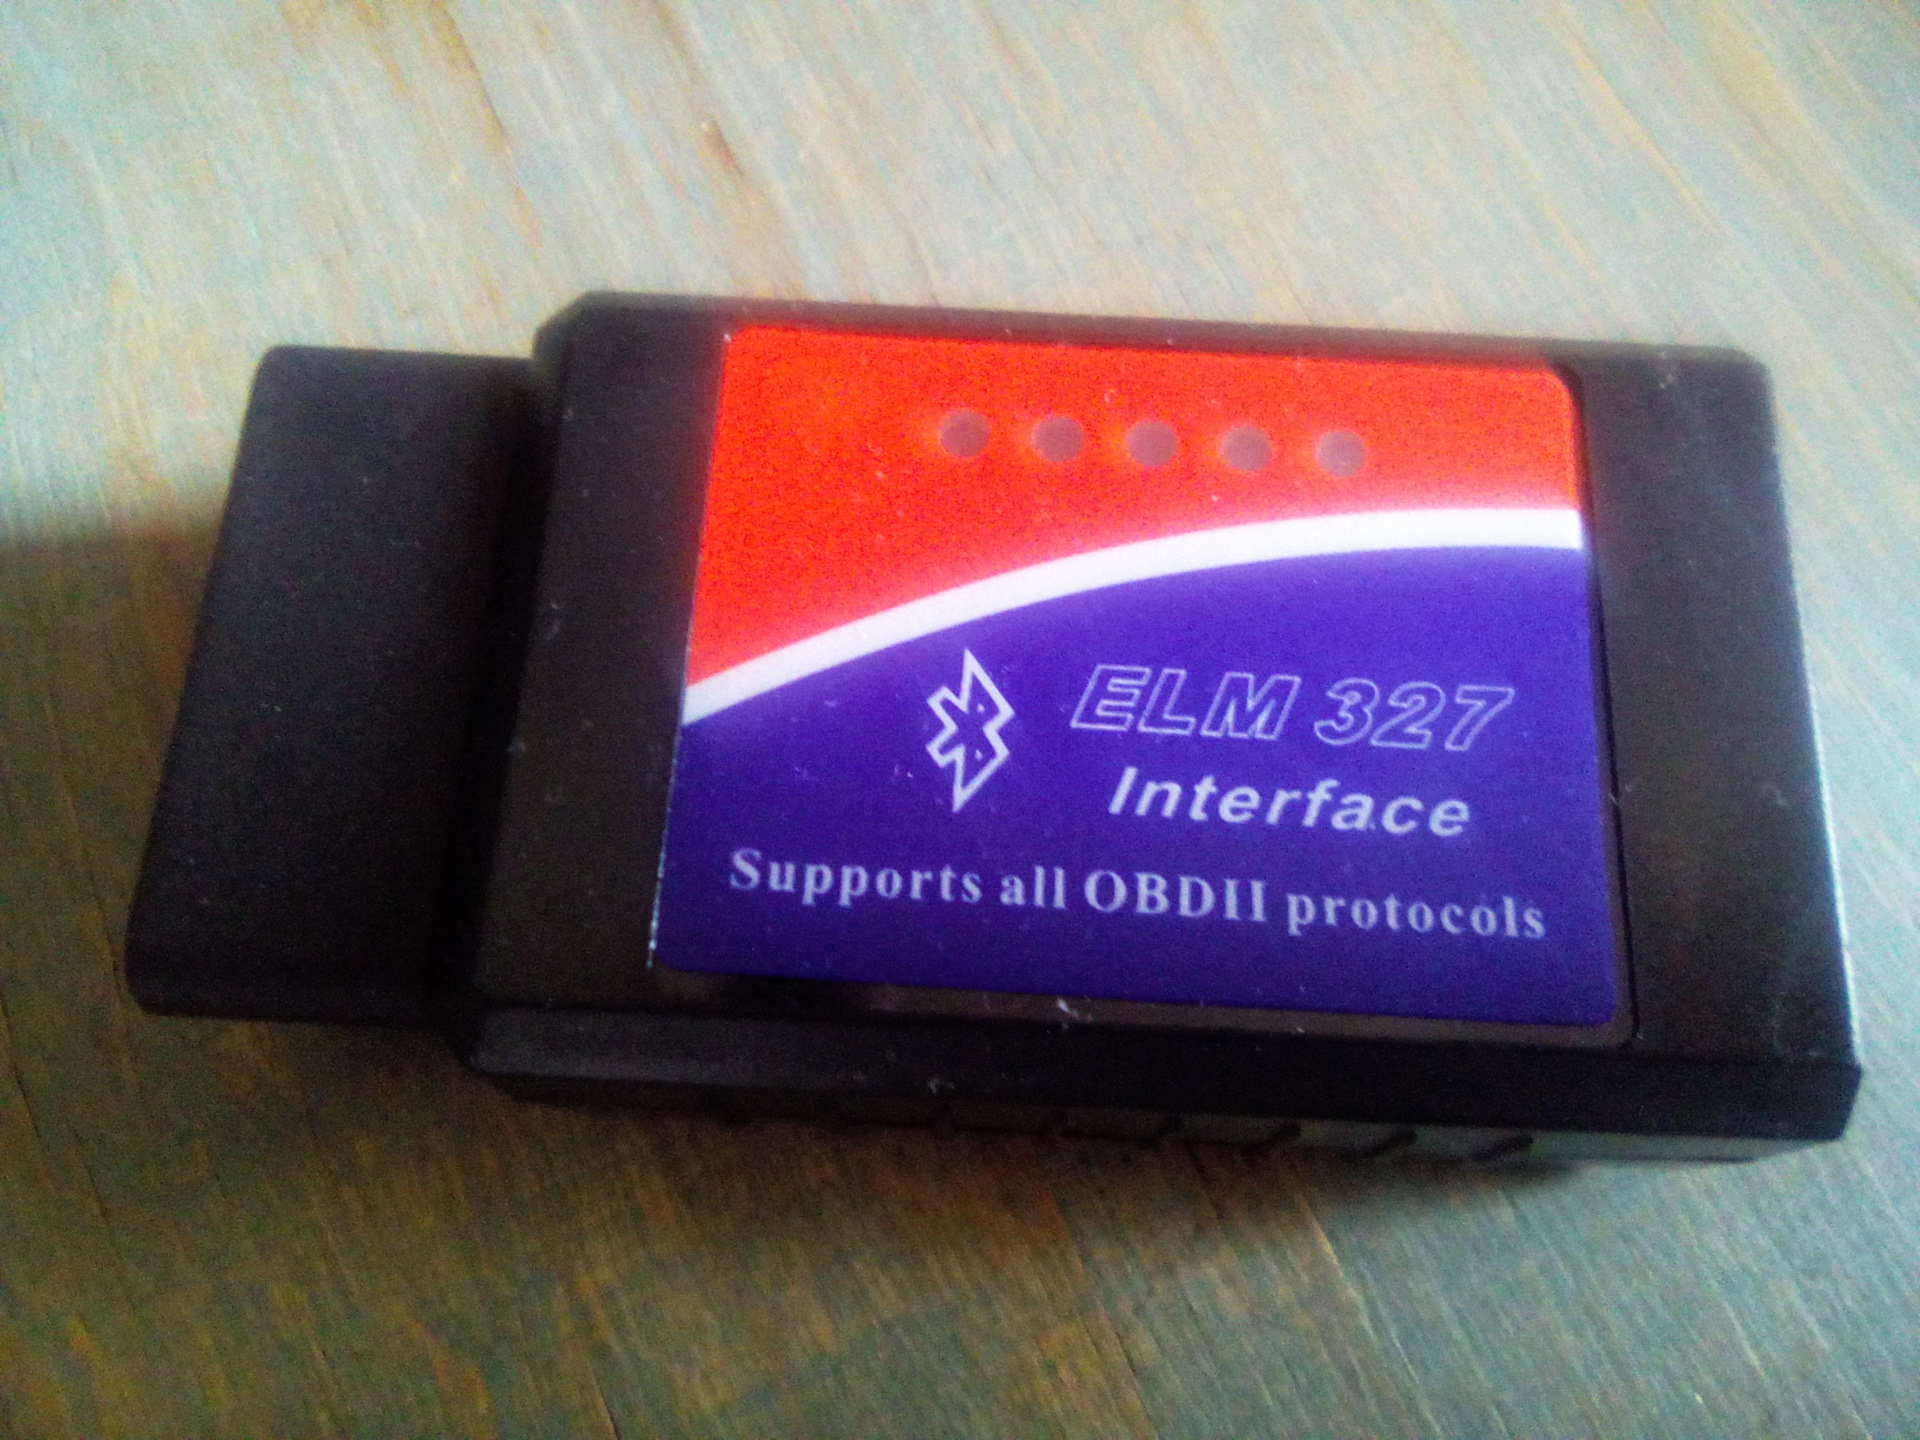 ELM 327
Interface
Supports all OBDII protocols